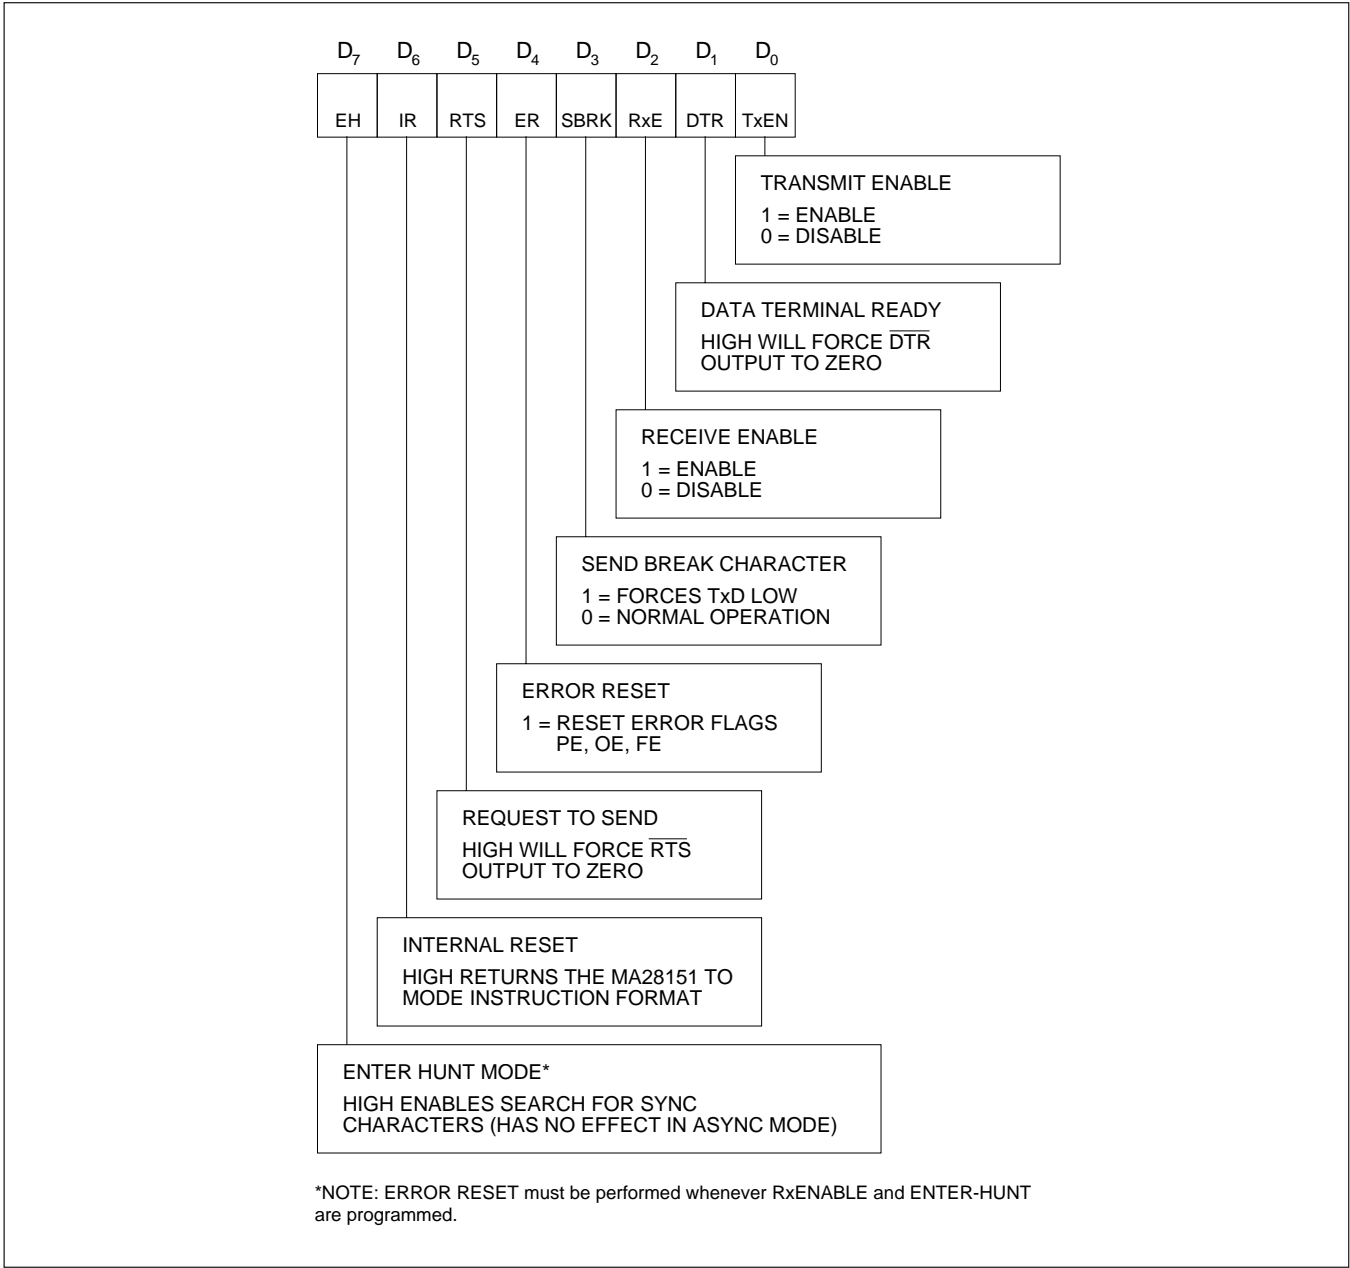 D7 D6 D5 D4 D3 D2 D1 D0
EH IR RTS ER SBRK RxE DTR TxEN
TRANSMIT ENABLE
1 = ENABLE
0 = DISABLE
DATA TERMINAL READY
HIGH WILL FORCE D̅T̅R̅
OUTPUT TO ZERO
RECEIVE ENABLE
1 = ENABLE
0 = DISABLE
SEND BREAK CHARACTER
1 = FORCES TxD LOW
0 = NORMAL OPERATION
ERROR RESET
1 = RESET ERROR FLAGS
PE, OE, FE
REQUEST TO SEND
HIGH WILL FORCE R̅T̅S̅
OUTPUT TO ZERO
INTERNAL RESET
HIGH RETURNS THE MA28151 TO
MODE INSTRUCTION FORMAT
ENTER HUNT MODE*
HIGH ENABLES SEARCH FOR SYNC
CHARACTERS (HAS NO EFFECT IN ASYNC MODE)
*NOTE: ERROR RESET must be performed whenever RxENABLE and ENTER-HUNT
are programmed.